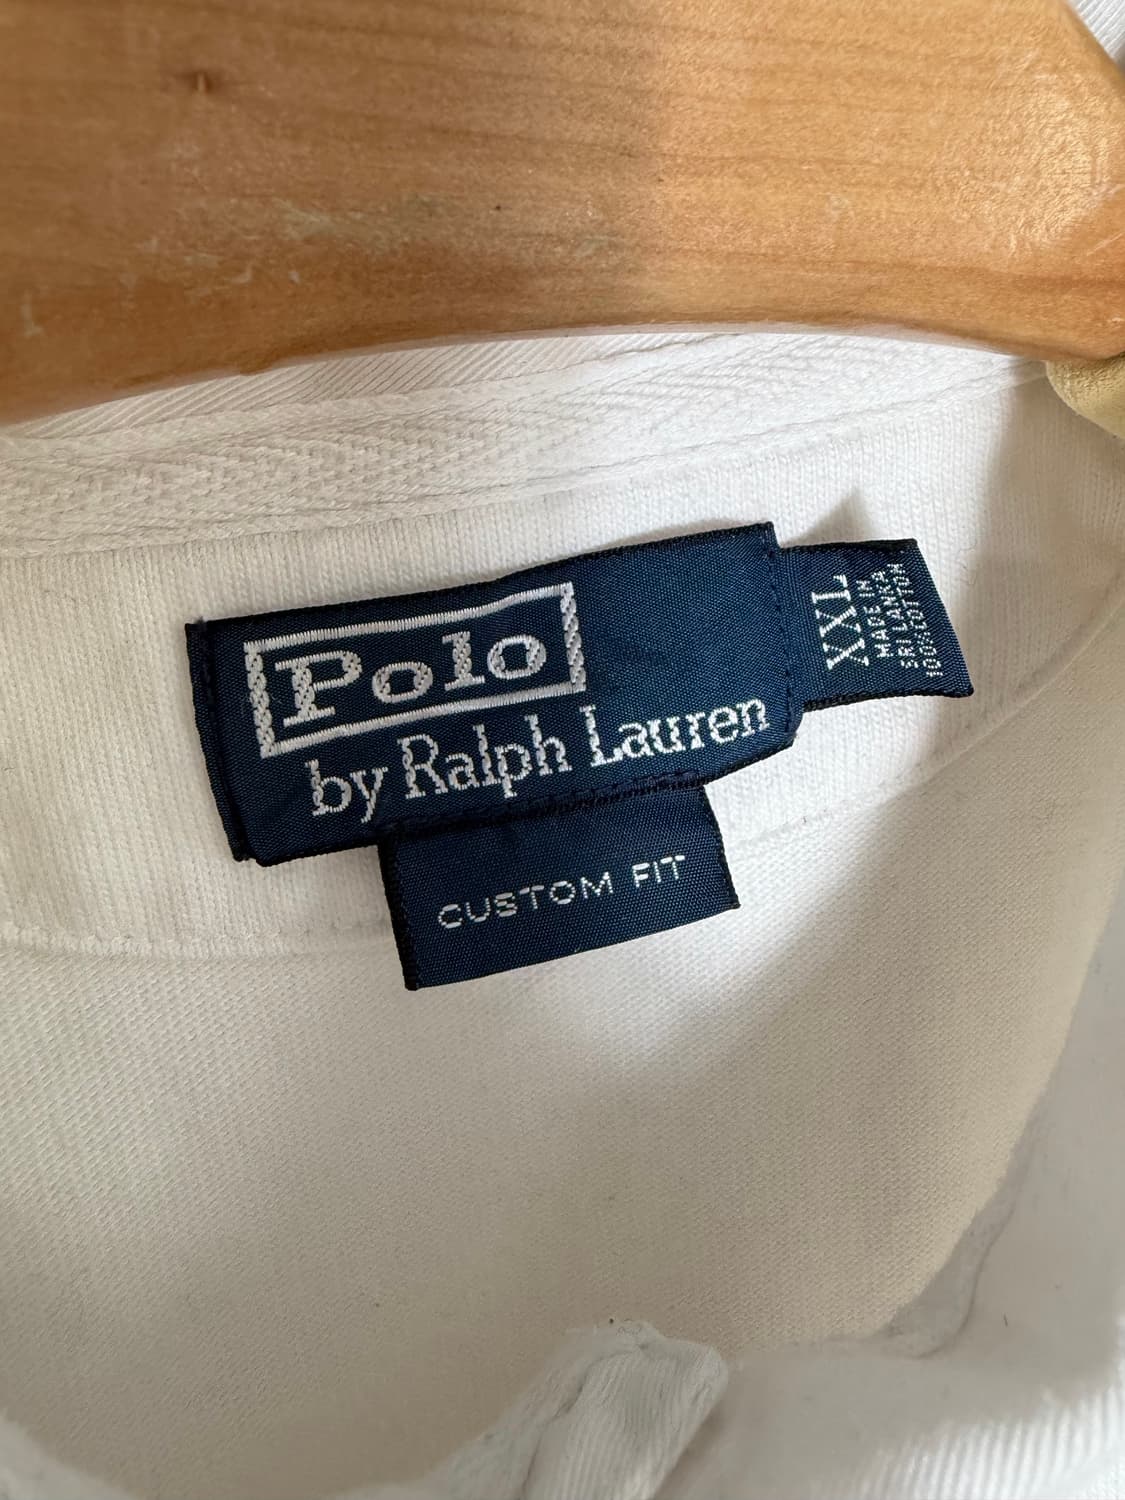 Polo
by Ralph Lauren
CUSTOM FIT
XXL
MADE IN
SRI LANKA
100%COTTON